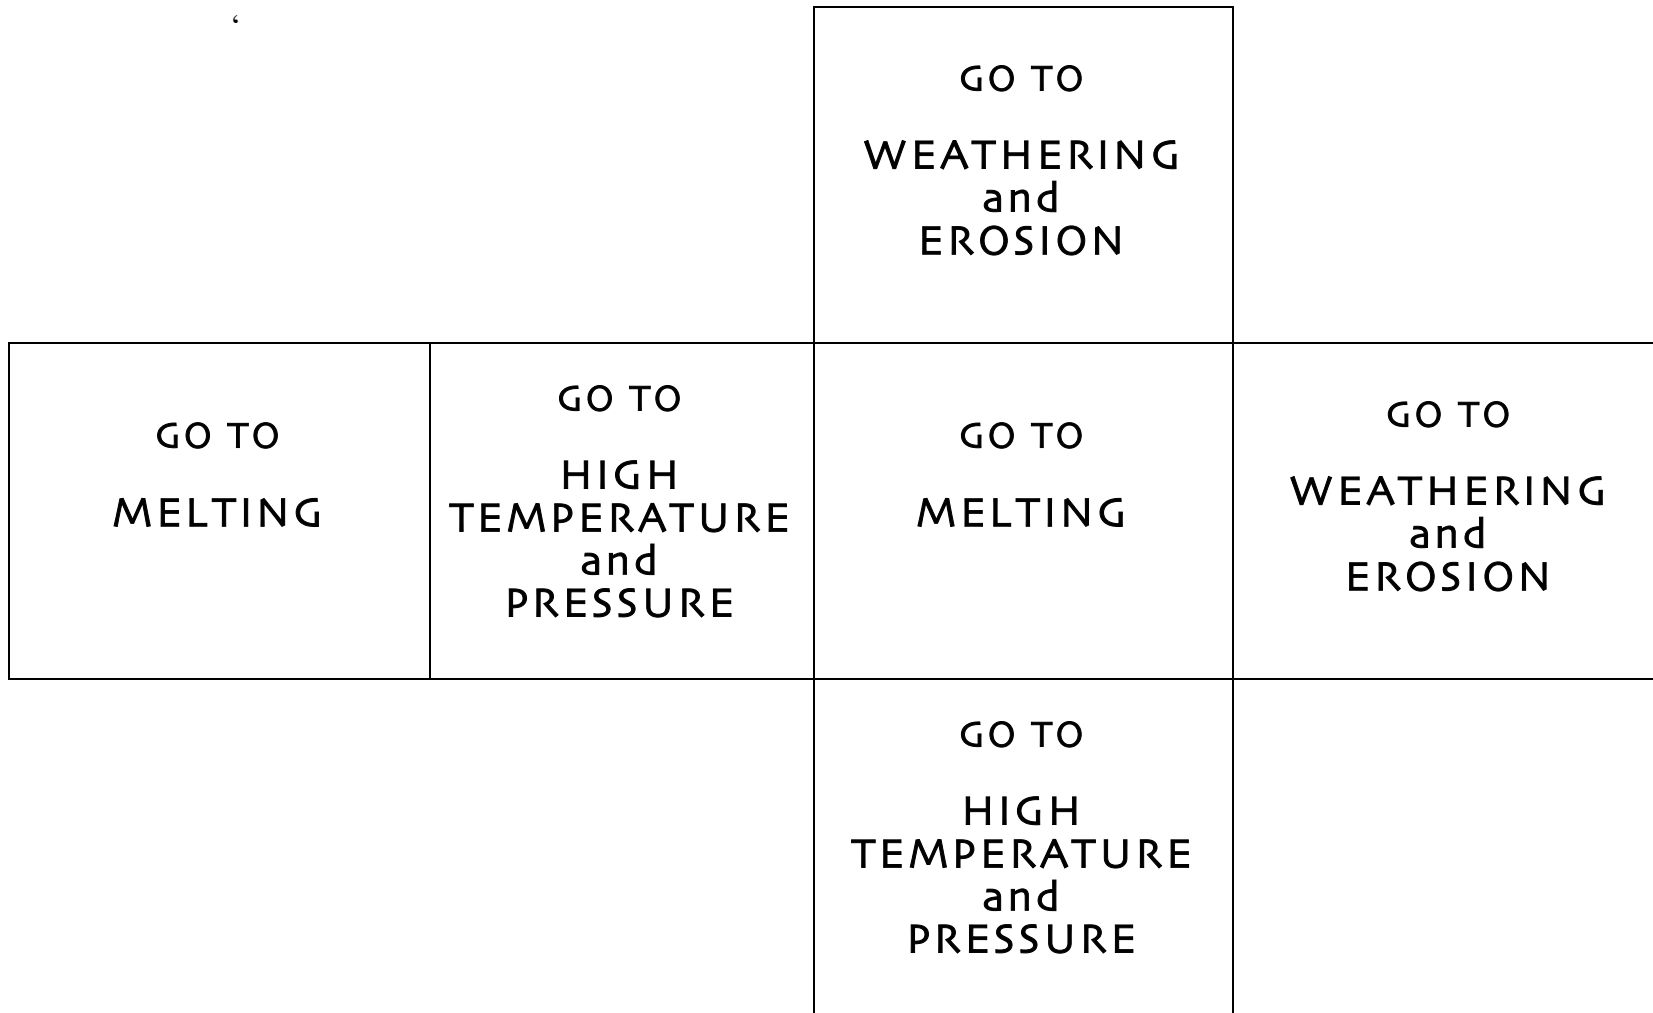 ‘
GO TO
WEATHERING
and
EROSION
GO TO
MELTING
GO TO
HIGH
TEMPERATURE
and
PRESSURE
GO TO
MELTING
GO TO
WEATHERING
and
EROSION
GO TO
HIGH
TEMPERATURE
and
PRESSURE